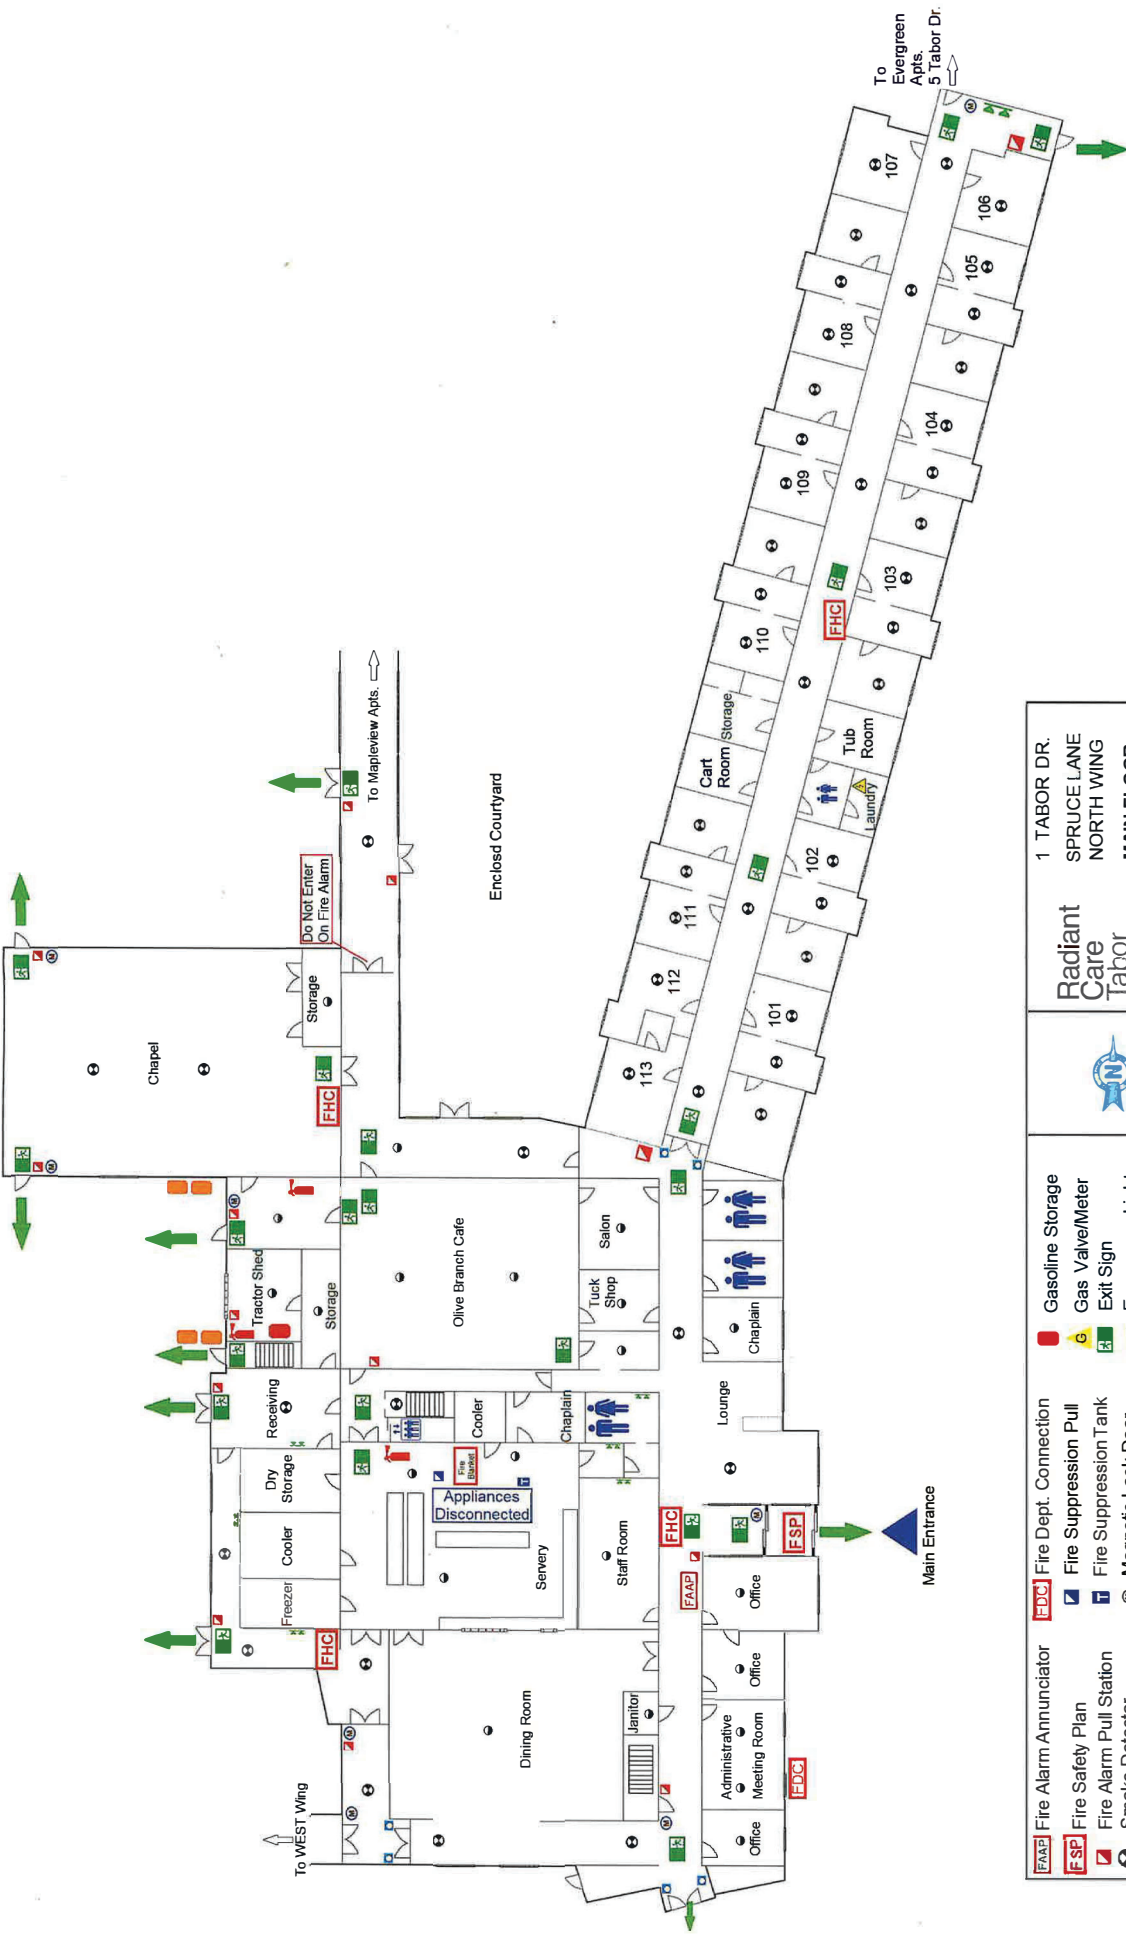 To
Evergreen
Apts.
5 Tabor Dr.
107
106
105
108
104
109
103
FHC
110
Storage
Cart
Room
Tub
Room
Laundry
102
111
112
101
113
To Mapleview Apts.
Enclosd Courtyard
Do Not Enter
On Fire Alarm
Chapel
Storage
FHC
Tractor Shed
Storage
Olive Branch Cafe
Salon
Tuck
Shop
Chaplain
Lounge
Receiving
Cooler
Chaplain
Dry
Storage
Cooler
Freezer
Fire
Blanket
Appliances
Disconnected
Servery
Staff Room
FHC
FHC
FAAP
FSP
Main Entrance
Office
Office
Administrative
Meeting Room
Office
FDC
Dining Room
Janitor
To WEST Wing
FAAP Fire Alarm Annunciator
FSP Fire Safety Plan
Fire Alarm Pull Station
FDC Fire Dept. Connection
Fire Suppression Pull
Fire Suppression Tank
Gasoline Storage
G Gas Valve/Meter
Exit Sign
N
Radiant
Care
Tabor
1 TABOR DR.
SPRUCE LANE
NORTH WING